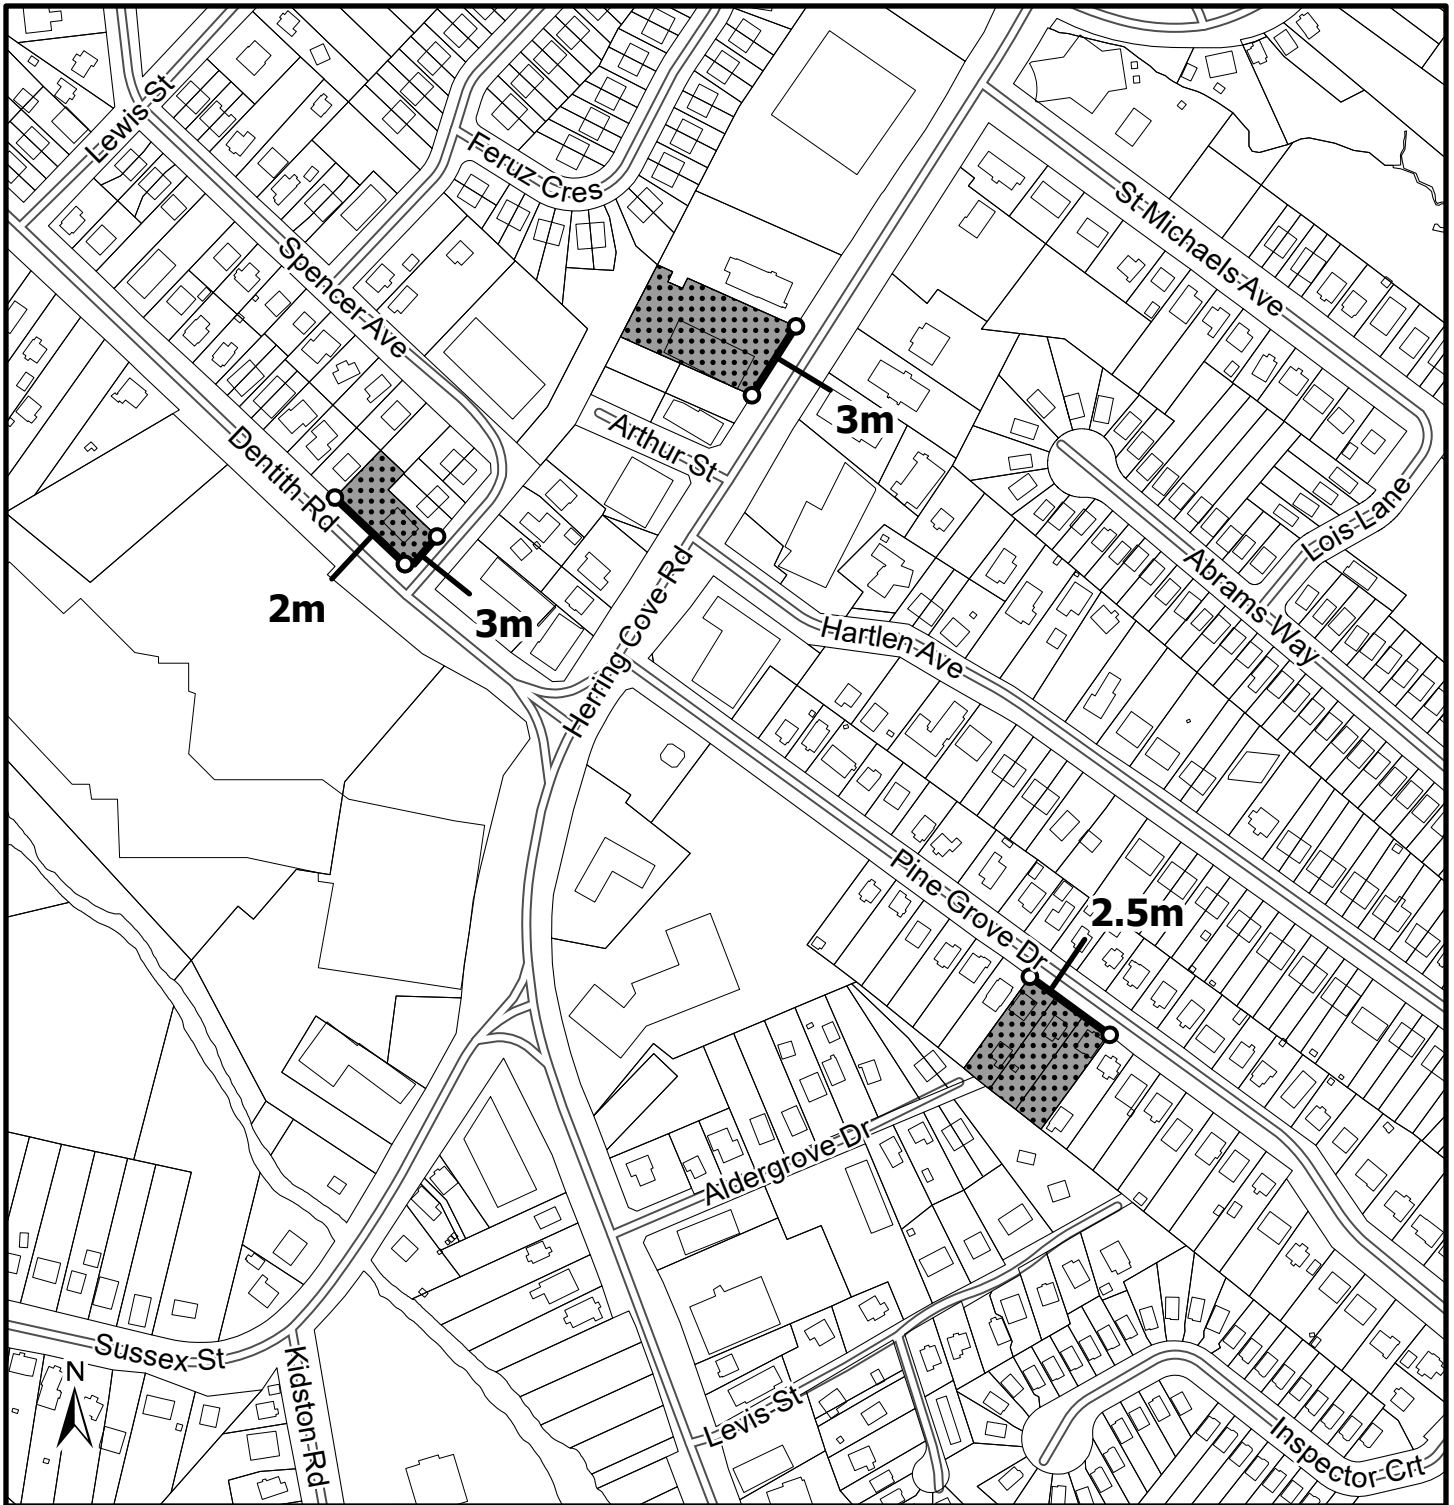 Lewis St
Feruz Cres
St Michaels Ave
Spencer Ave
3m
Arthur St
Dentith Rd
Lois Lane
Abrams Way
2m
3m
Herring Cove Rd
Hartlen Ave
Pine Grove Dr
2.5m
Aldergrove Dr
Sussex St
N
Kidston Rd
Levis St
Inspector Crt